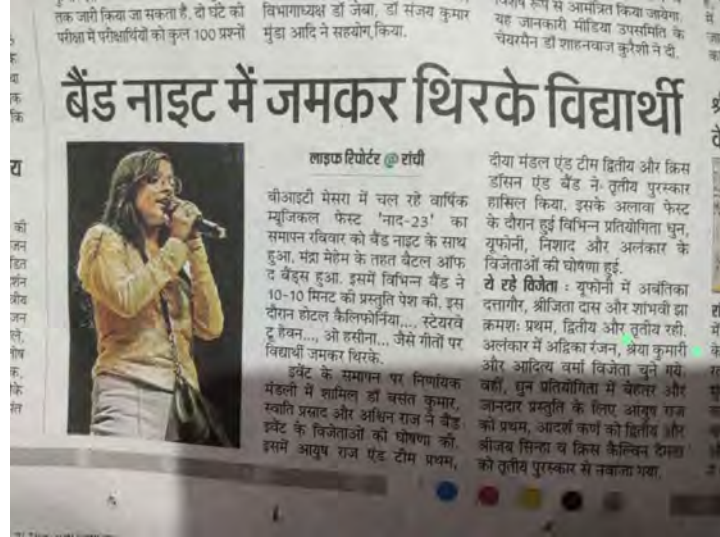 तक जारी किया जा सकता है. दो घंटे की
परीक्षा में परीक्षार्थियों को कुल 100 प्रश्नों
विभागाध्यक्ष डॉ जेबा, डॉ संजय कुमार
मुंडा आदि ने सहयोग किया.
विशेष रूप से आमंत्रित किया जायेगा.
यह जानकारी मीडिया उपसमिति के
चेयरमैन डॉ शाहनवाज कुरैशी ने दी.
बैंड नाइट में जमकर थिरके विद्यार्थी
लाइफ रिपोर्टर @ रांची
बीआइटी मेसरा में चल रहे वार्षिक
म्यूजिकल फेस्ट 'नाद-23' का
समापन रविवार को बैंड नाइट के साथ
हुआ. मंद्रा मेहेम के तहत बैटल ऑफ
द बैंड्स हुआ. इसमें विभिन्न बैंड ने
10-10 मिनट की प्रस्तुति पेश की. इस
दौरान होटल कैलिफोर्निया..., स्टेयरवे
टू हेवन..., ओ हसीना... जैसे गीतों पर
विद्यार्थी जमकर थिरके.
इवेंट के समापन पर निर्णायक
मंडली में शामिल डॉ बसंत कुमार,
स्वाति प्रसाद और अश्विन राज ने बैंड
इवेंट के विजेताओं की घोषणा की.
इसमें आयुष राज एंड टीम प्रथम,
दीया मंडल एंड टीम द्वितीय और क्रिस
डॉसन एंड बैंड ने तृतीय पुरस्कार
हासिल किया. इसके अलावा फेस्ट
के दौरान हुई विभिन्न प्रतियोगिता धुन,
यूफोनी, निशाद और अलंकार के
विजेताओं की घोषणा हुई.
ये रहे विजेता : यूफोनी में अवंतिका
दत्तागौर, श्रीजिता दास और शांभवी झा
क्रमश: प्रथम, द्वितीय और तृतीय रही.
अलंकार में अद्विका रंजन, श्रेया कुमारी
और आदित्य वर्मा विजेता चुने गये.
वहीं, धुन प्रतियोगिता में बेहतर और
जानदार प्रस्तुति के लिए आयुष राज
को प्रथम, आदर्श कर्ण को द्वितीय और
श्रीजय सिन्हा व क्रिस कैल्विन
को तृतीय पुरस्कार से नवाजा गया.